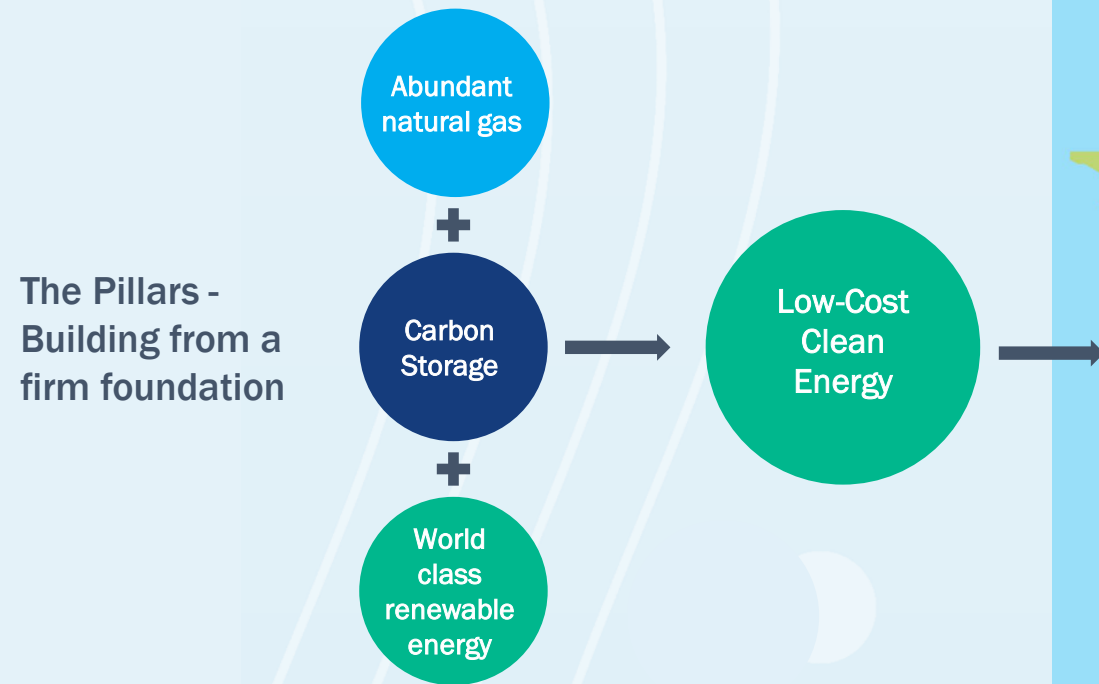 The Pillars -
Building from a
firm foundation
Abundant
natural gas
+
Carbon
Storage
+
World
class
renewable
energy
Low-Cost
Clean
Energy